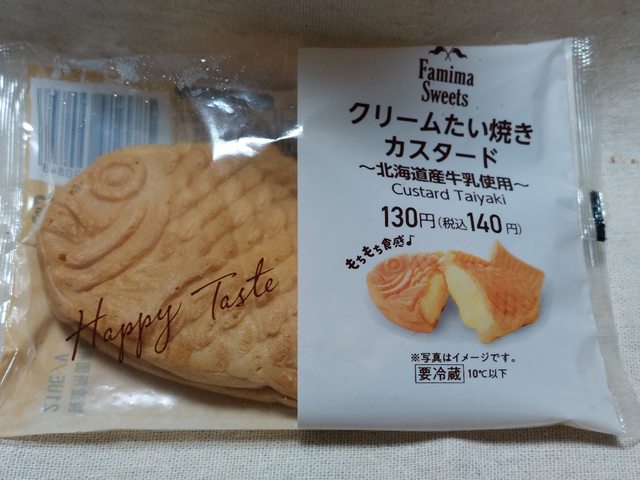 Famima
Sweets
クリームたい焼き
カスタード
～北海道産牛乳使用～
Custard Taiyaki
130円(税込140円)
もちもち食感♪
Happy Taste
※写真はイメージです。
要冷蔵 10℃以下